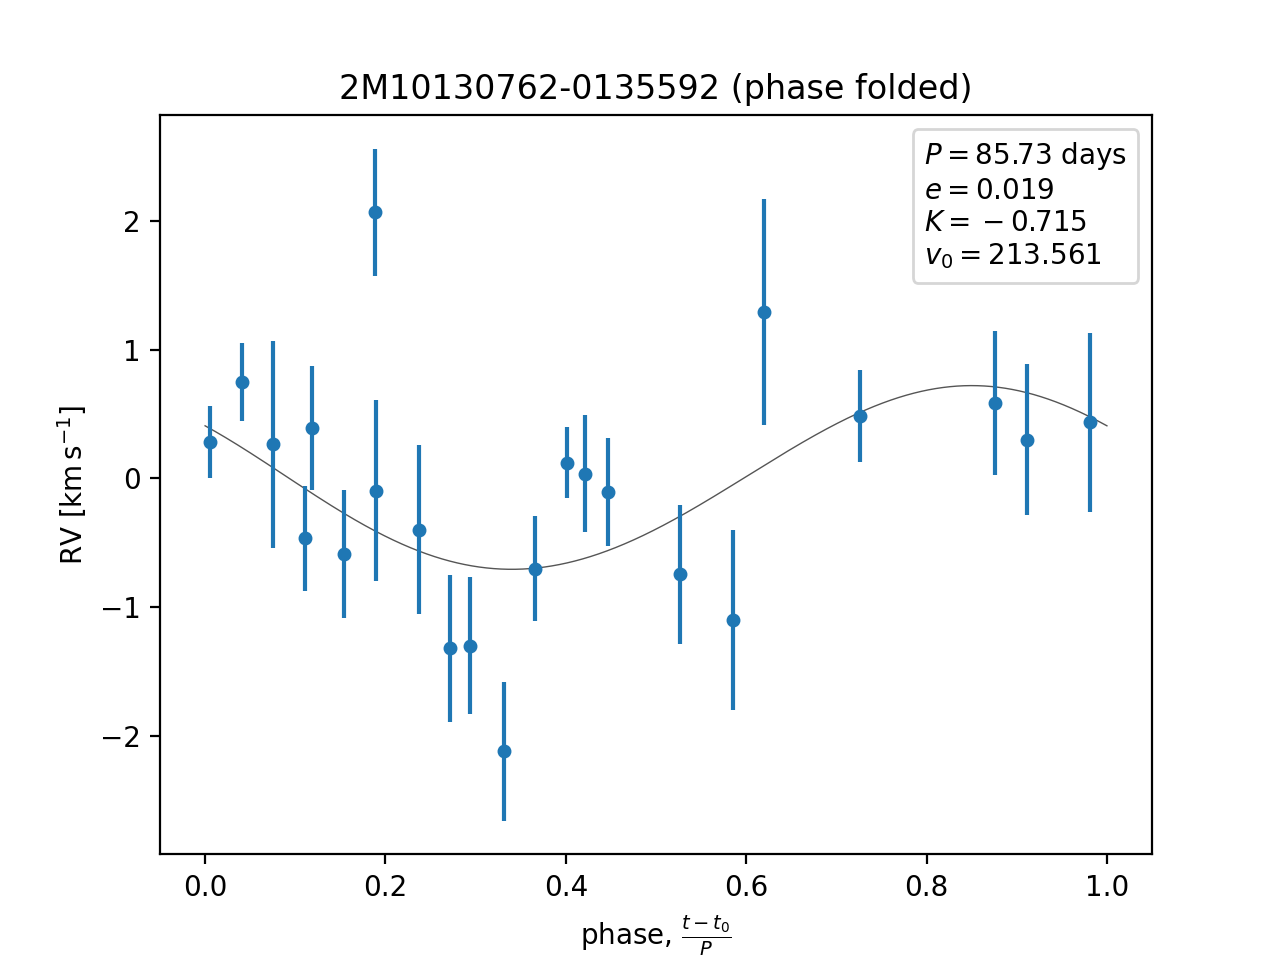 2M10130762-0135592 (phase folded)
P = 85.73 days
e = 0.019
K = −0.715
v₀ = 213.561
RV [km s⁻¹]
2
1
0
−1
−2
0.0 0.2 0.4 0.6 0.8 1.0
phase, (t − t₀)/P